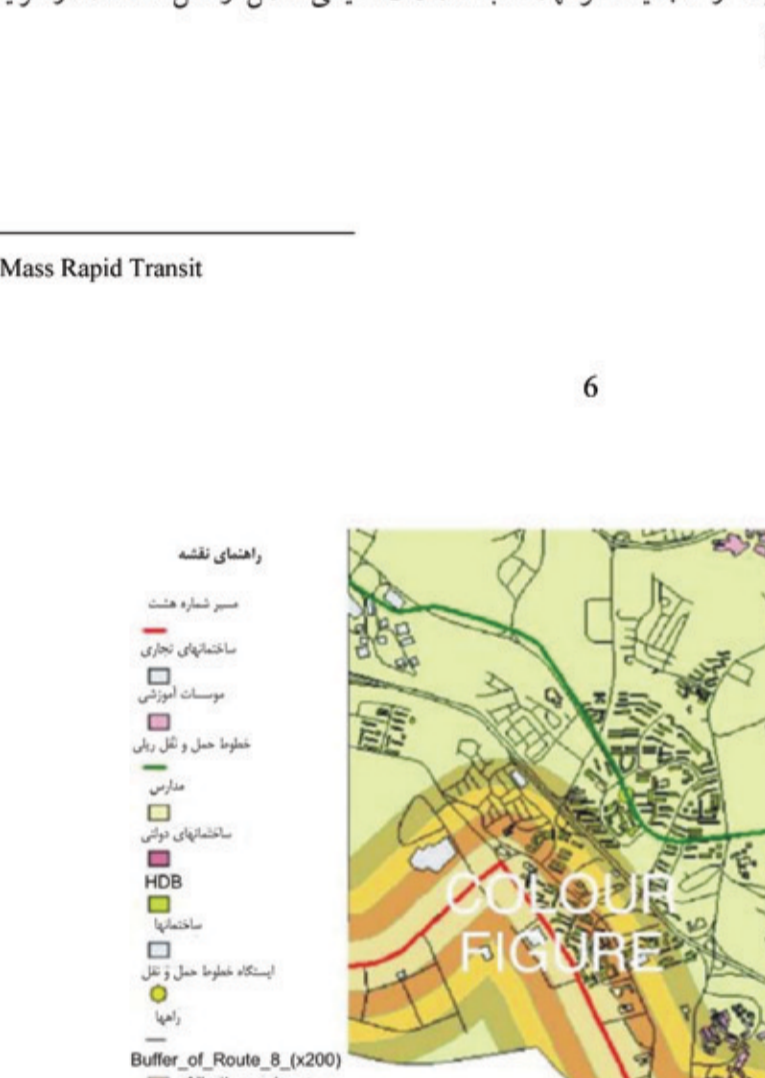 Mass Rapid Transit
6
راهنمای نقشه
مسیر شماره هشت
ساختمانهای تجاری
موسسات آموزشی
خطوط حمل و نقل ریلی
مدارس
ساختمانهای دولتی
HDB
ساختمانها
ایستگاه خطوط حمل و نقل
راهها
Buffer_of_Route_8_(x200)
COLOUR
FIGURE